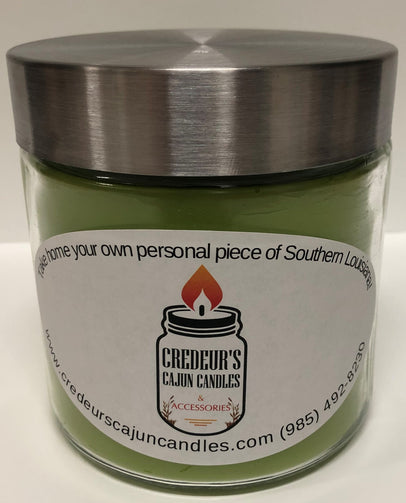 Take home your own personal piece of Southern Louisiana!
CREDEUR'S
CAJUN CANDLES
&
ACCESSORIES
www.credeurscajuncandles.com (985) 492-8230